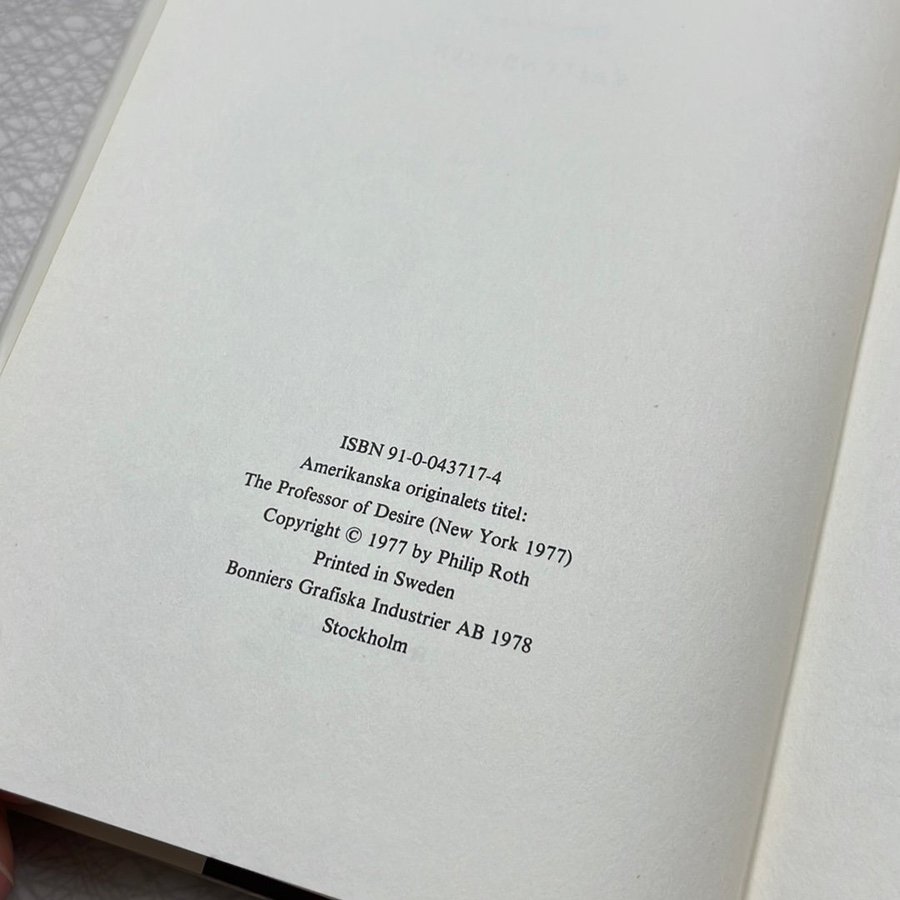 ISBN 91-0-043717-4
Amerikanska originalets titel:
The Professor of Desire (New York 1977)
Copyright © 1977 by Philip Roth
Printed in Sweden
Bonniers Grafiska Industrier AB 1978
Stockholm